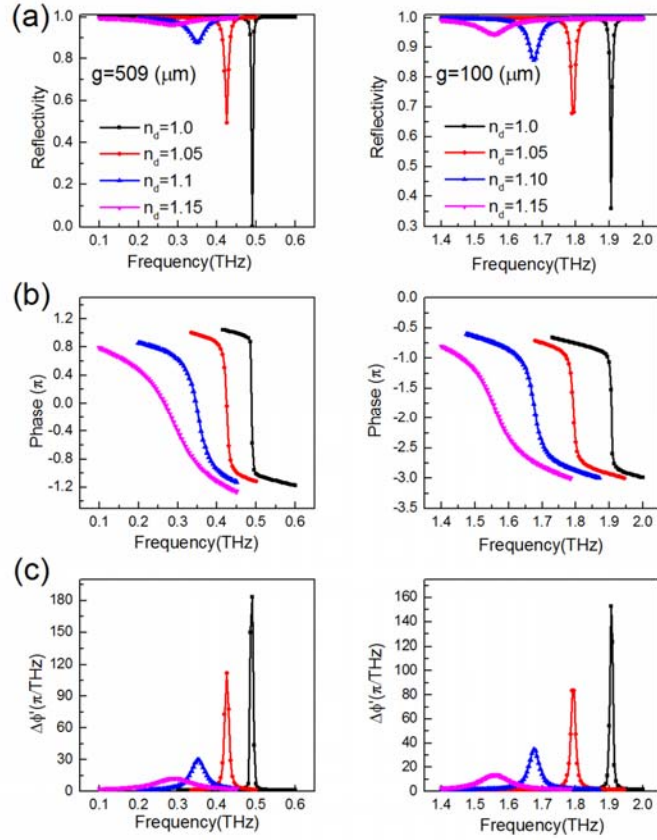 (a)
1.0
0.8
0.6
0.4
0.2
0.0
Reflectivity
g=509 (μm)
n_d=1.0
n_d=1.05
n_d=1.1
n_d=1.15
0.1 0.2 0.3 0.4 0.5 0.6
Frequency(THz)
1.0
0.9
0.8
0.7
0.6
0.5
0.4
0.3
Reflectivity
g=100 (μm)
n_d=1.0
n_d=1.05
n_d=1.10
n_d=1.15
1.4 1.5 1.6 1.7 1.8 1.9 2.0
Frequency(THz)
(b)
1.2
0.8
0.4
0.0
-0.4
-0.8
-1.2
Phase (π)
0.1 0.2 0.3 0.4 0.5 0.6
Frequency(THz)
0.0
-0.5
-1.0
-1.5
-2.0
-2.5
-3.0
-3.5
Phase (π)
1.4 1.5 1.6 1.7 1.8 1.9 2.0
Frequency(THz)
(c)
180
150
120
90
60
30
0
Δϕ'(π/THz)
0.1 0.2 0.3 0.4 0.5 0.6
Frequency(THz)
160
140
120
100
80
60
40
20
0
Δϕ'(π/THz)
1.4 1.5 1.6 1.7 1.8 1.9 2.0
Frequency(THz)